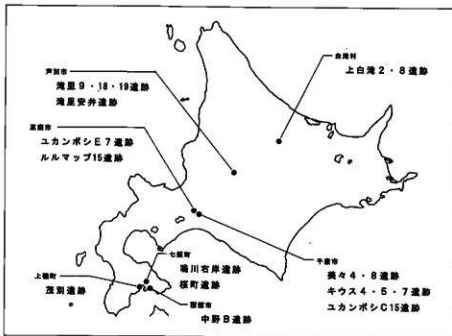 芦別市
滝里9・18・19遺跡
滝里安井遺跡
白滝村
上白滝2・8遺跡
恵庭市
ユカンボシE7遺跡
ルルマップ15遺跡
千歳市
美々4・8遺跡
キウス4・5・7遺跡
ユカンボシC15遺跡
七飯町
鳴川右岸遺跡
桜町遺跡
上磯町
茂別遺跡
函館市
中野B遺跡